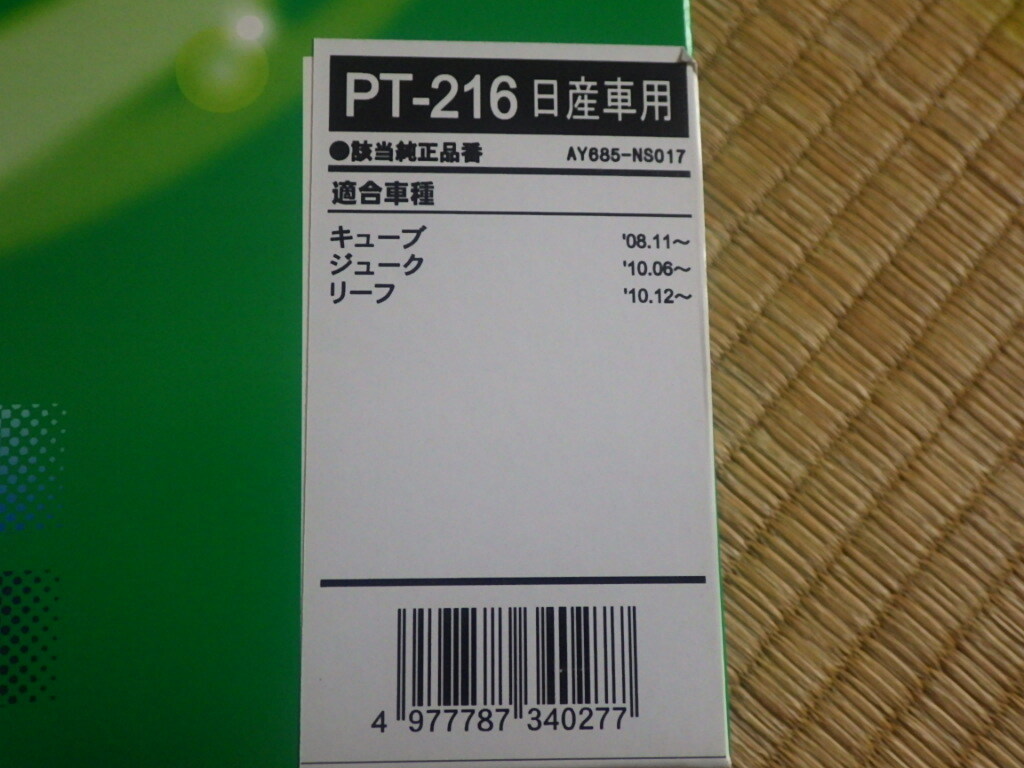 PT-216 日産車用
●該当純正品番 AY685-NS017
適合車種
キューブ '08.11～
ジューク '10.06～
リーフ '10.12～
4 977787 340277